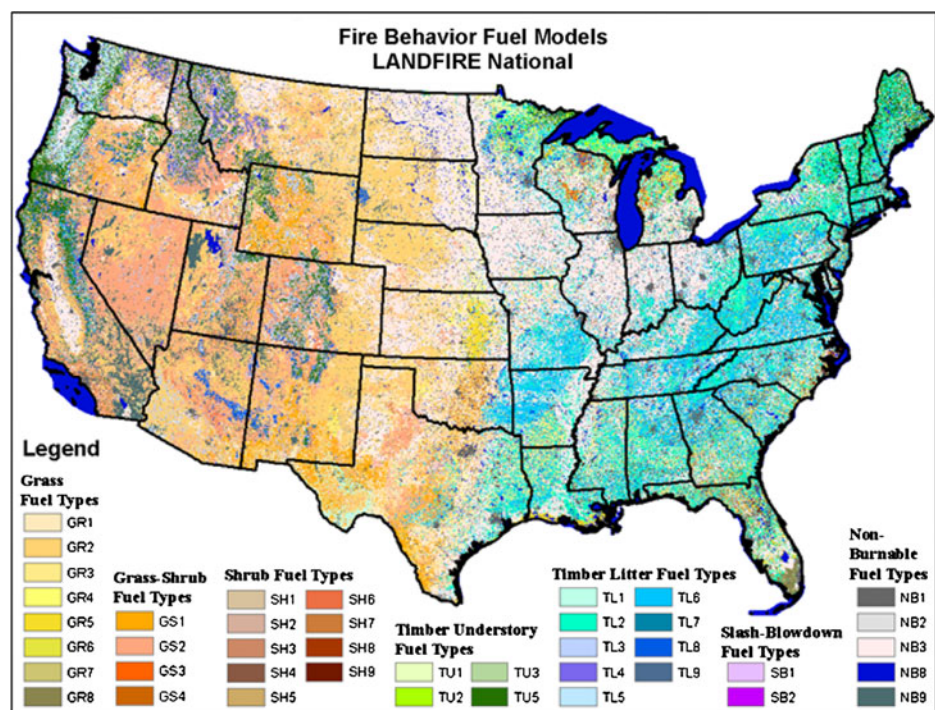 Fire Behavior Fuel Models
LANDFIRE National
Legend
Grass
Fuel Types
GR1
GR2
GR3
GR4
GR5
GR6
GR7
GR8
Grass-Shrub
Fuel Types
GS1
GS2
GS3
GS4
Shrub Fuel Types
SH1
SH2
SH3
SH4
SH5
SH6
SH7
SH8
SH9
Timber Understory
Fuel Types
TU1
TU2
TU3
TU5
Timber Litter Fuel Types
TL1
TL2
TL3
TL4
TL5
TL6
TL7
TL8
TL9
Slash-Blowdown
Fuel Types
SB1
SB2
Non-
Burnable
Fuel Types
NB1
NB2
NB3
NB8
NB9